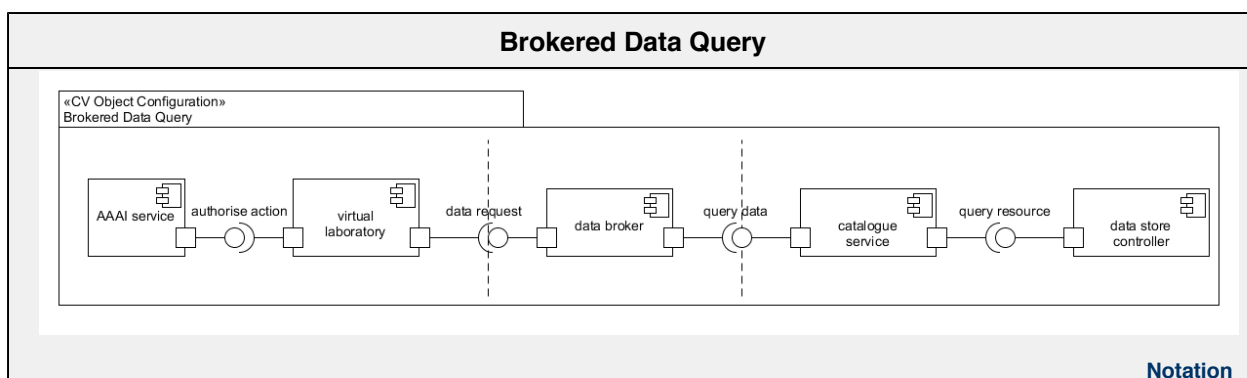 Brokered Data Query
«CV Object Configuration»
Brokered Data Query
AAAI service
authorise action
virtual
laboratory
data request
data broker
query data
catalogue
service
query resource
data store
controller
Notation